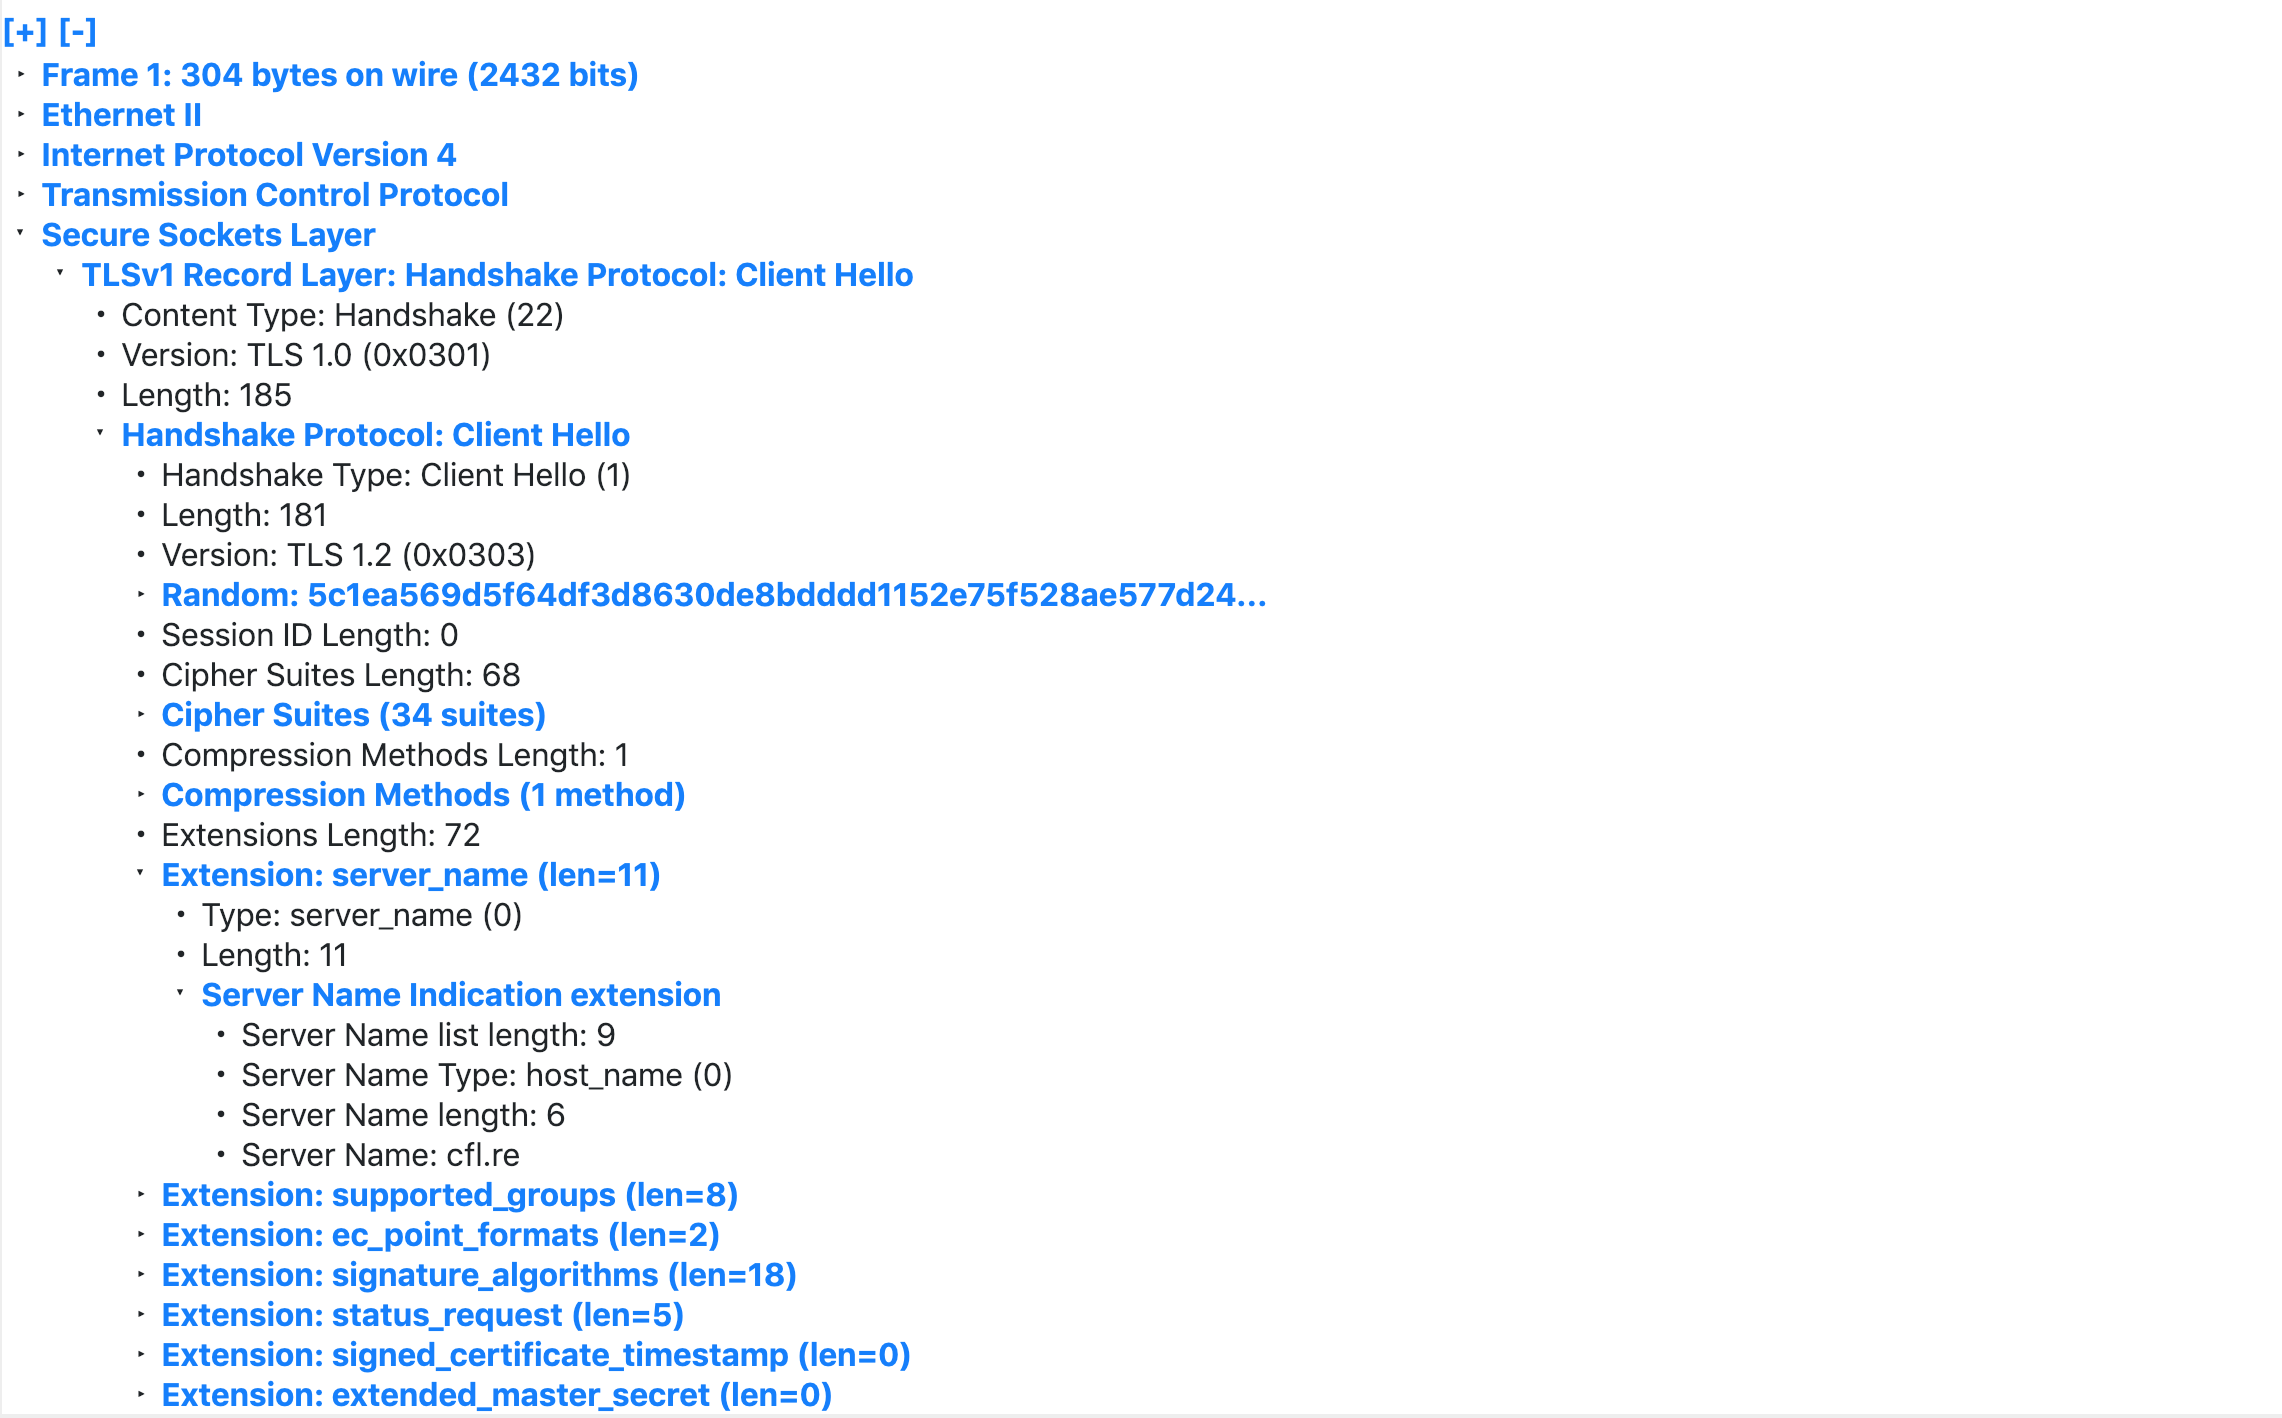 [+] [-]
Frame 1: 304 bytes on wire (2432 bits)
Ethernet II
Internet Protocol Version 4
Transmission Control Protocol
Secure Sockets Layer
TLSv1 Record Layer: Handshake Protocol: Client Hello
Content Type: Handshake (22)
Version: TLS 1.0 (0x0301)
Length: 185
Handshake Protocol: Client Hello
Handshake Type: Client Hello (1)
Length: 181
Version: TLS 1.2 (0x0303)
Random: 5c1ea569d5f64df3d8630de8bdddd1152e75f528ae577d24...
Session ID Length: 0
Cipher Suites Length: 68
Cipher Suites (34 suites)
Compression Methods Length: 1
Compression Methods (1 method)
Extensions Length: 72
Extension: server_name (len=11)
Type: server_name (0)
Length: 11
Server Name Indication extension
Server Name list length: 9
Server Name Type: host_name (0)
Server Name length: 6
Server Name: cfl.re
Extension: supported_groups (len=8)
Extension: ec_point_formats (len=2)
Extension: signature_algorithms (len=18)
Extension: status_request (len=5)
Extension: signed_certificate_timestamp (len=0)
Extension: extended_master_secret (len=0)